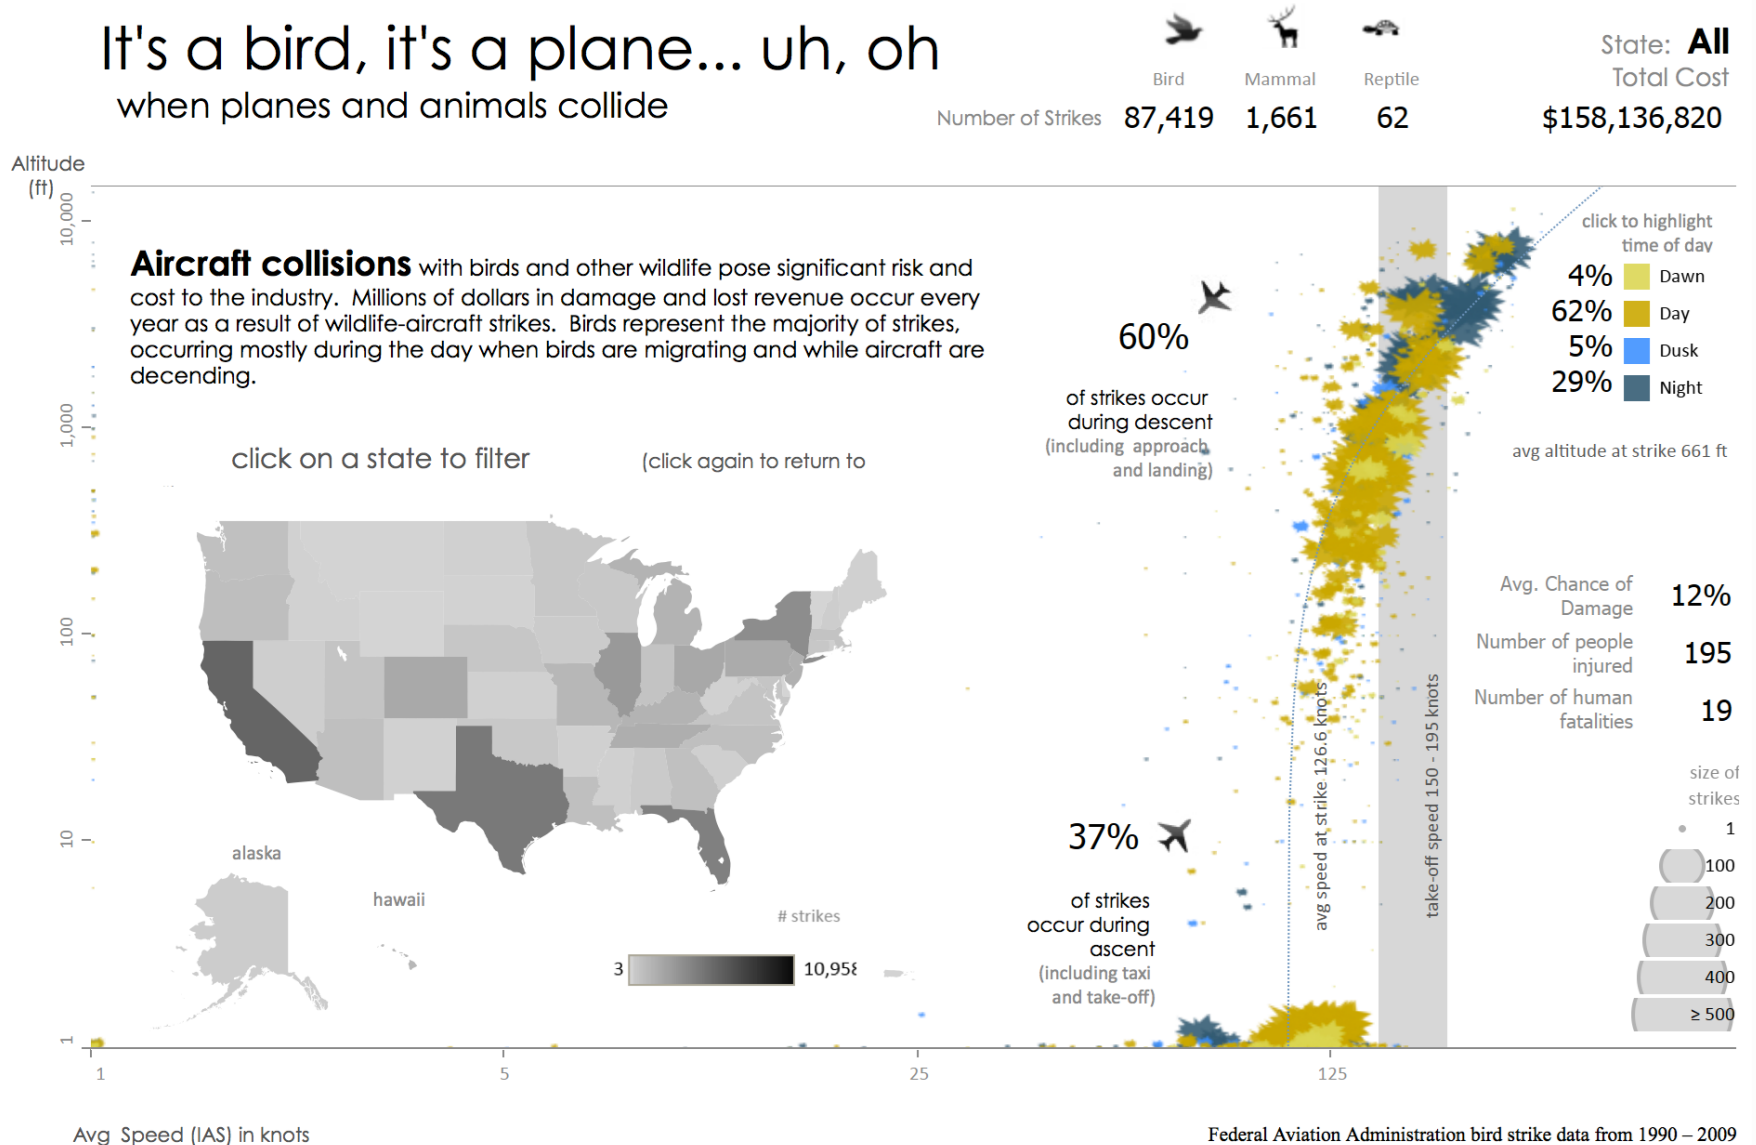 It's a bird, it's a plane... uh, oh
when planes and animals collide
Bird Mammal Reptile
Number of Strikes 87,419 1,661 62
State: All
Total Cost
$158,136,820
Altitude
(ft)
10,000
1,000
100
10
1
Aircraft collisions with birds and other wildlife pose significant risk and
cost to the industry. Millions of dollars in damage and lost revenue occur every
year as a result of wildlife-aircraft strikes. Birds represent the majority of strikes,
occurring mostly during the day when birds are migrating and while aircraft are
decending.
click on a state to filter (click again to return to
alaska
hawaii
# strikes
3 10,958
60%
of strikes occur
during descent
(including approach
and landing)
37%
of strikes
occur during
ascent
(including taxi
and take-off)
avg speed at strike 126.6 knots
take-off speed 150 - 195 knots
click to highlight
time of day
4% Dawn
62% Day
5% Dusk
29% Night
avg altitude at strike 661 ft
Avg. Chance of
Damage 12%
Number of people
injured 195
Number of human
fatalities 19
size of
strikes
1
100
200
300
400
≥ 500
1 5 25 125
Avg Speed (IAS) in knots
Federal Aviation Administration bird strike data from 1990 – 2009